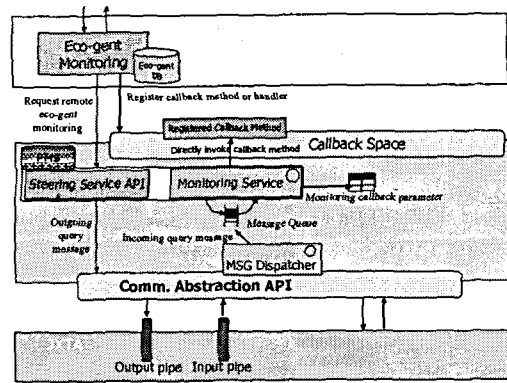 Eco-gent
Monitoring
Eco-gent
DB
Request remote
eco-gent
monitoring
Register callback method or handler
Registered Callback Method
Directly invoke callback method
Callback Space
Steering Service API
Monitoring Service
Monitoring callback parameter
Outgoing
query
message
Message Queue
Incoming query message
MSG Dispatcher
Comm. Abstraction API
JXTA
Output pipe
Input pipe